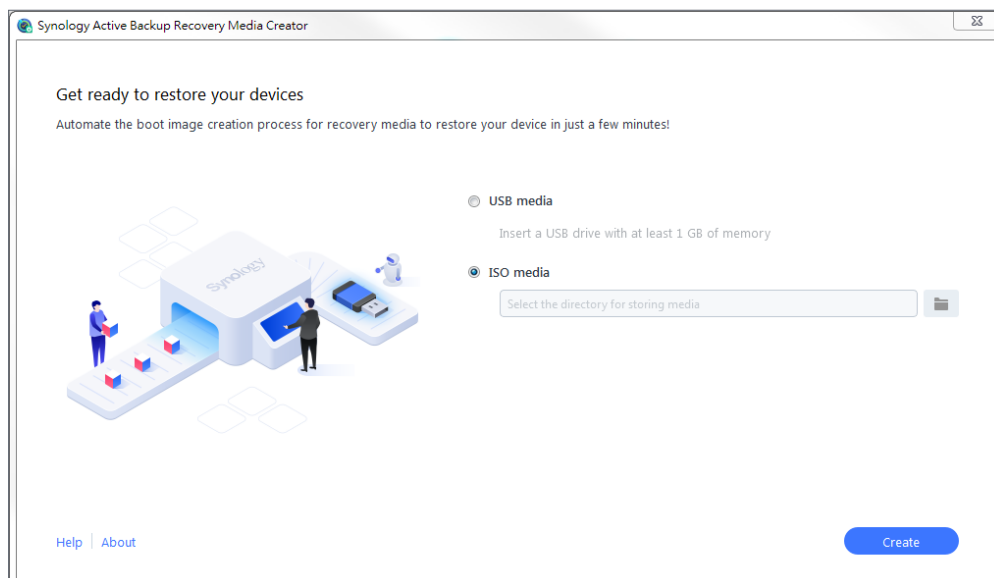 Synology Active Backup Recovery Media Creator
Get ready to restore your devices
Automate the boot image creation process for recovery media to restore your device in just a few minutes!
USB media
Insert a USB drive with at least 1 GB of memory
ISO media
Select the directory for storing media
Synology
Help
About
Create